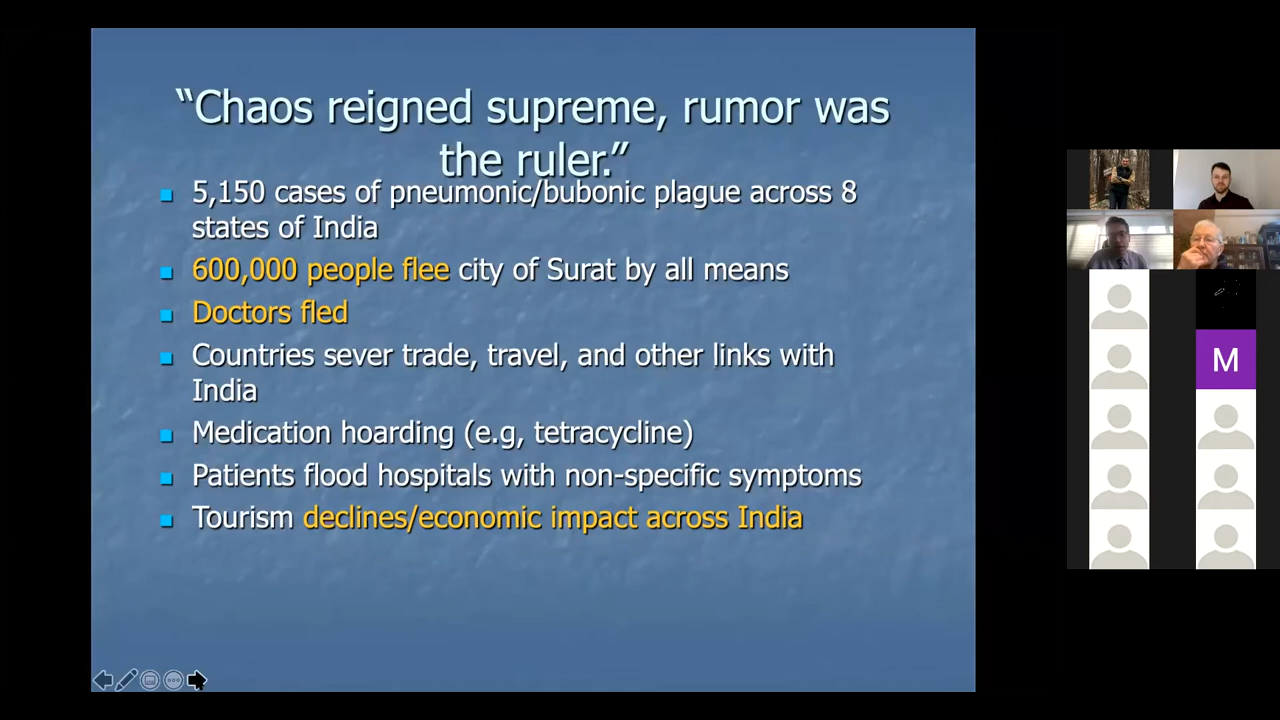 “Chaos reigned supreme, rumor was
the ruler.”
5,150 cases of pneumonic/bubonic plague across 8
states of India
600,000 people flee city of Surat by all means
Doctors fled
Countries sever trade, travel, and other links with
India
Medication hoarding (e.g, tetracycline)
Patients flood hospitals with non-specific symptoms
Tourism declines/economic impact across India
M